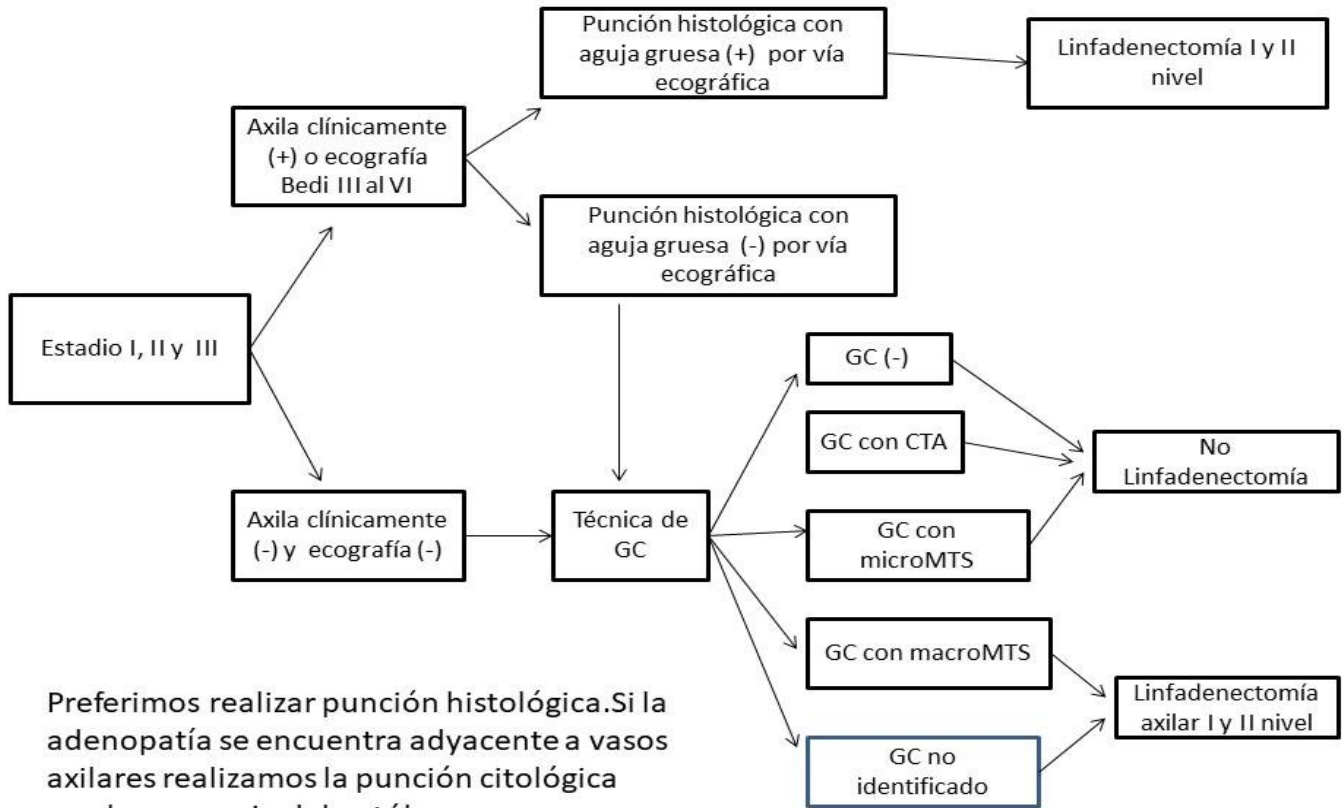 Punción histológica con
aguja gruesa (+) por vía
ecográfica
Linfadenectomía I y II
nivel
Axila clínicamente
(+) o ecografía
Bedi III al VI
Punción histológica con
aguja gruesa (-) por vía
ecográfica
Estadio I, II y III
GC (-)
GC con CTA
No
Linfadenectomía
Axila clínicamente
(-) y ecografía (-)
Técnica de
GC
GC con
microMTS
GC con macroMTS
Linfadenectomía
axilar I y II nivel
GC no
identificado
Preferimos realizar punción histológica.Si la
adenopatía se encuentra adyacente a vasos
axilares realizamos la punción citológica